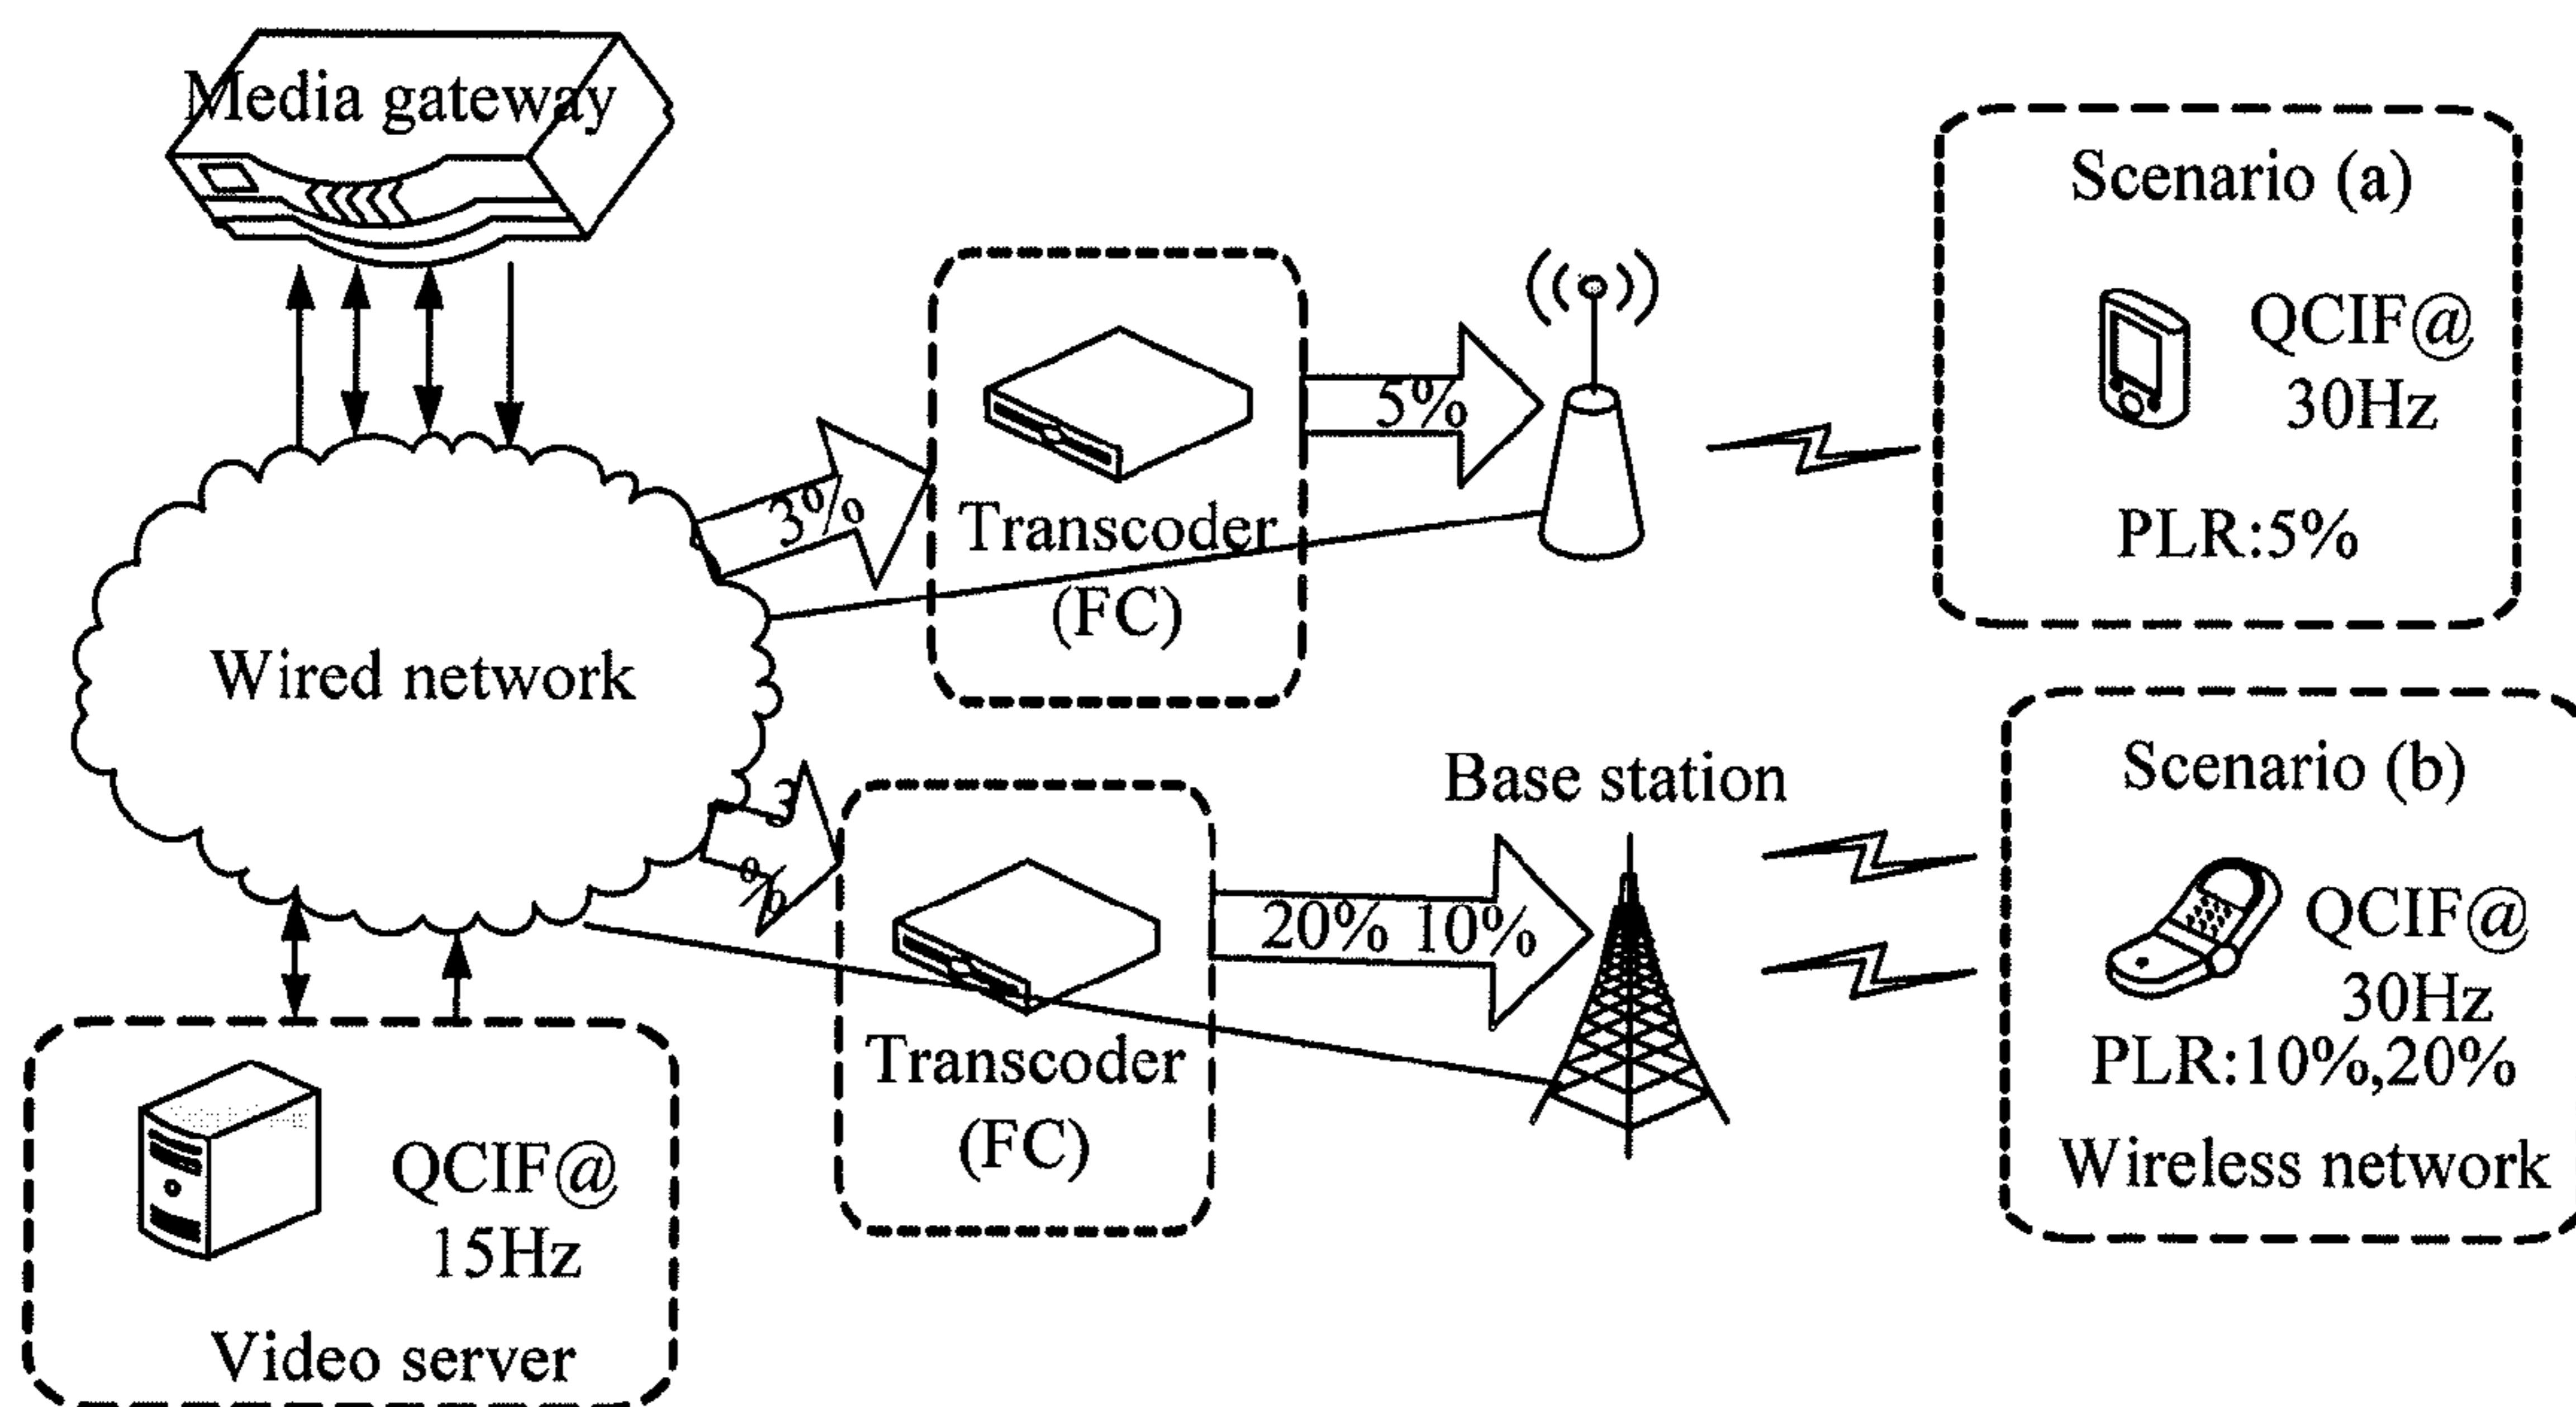 Media gateway
Scenario (a)
QCIF@
30Hz
PLR:5%
5%
3%
Transcoder
(FC)
Wired network
3
%
Transcoder
(FC)
20% 10%
Base station
Scenario (b)
QCIF@
30Hz
PLR:10%,20%
Wireless network
QCIF@
15Hz
Video server